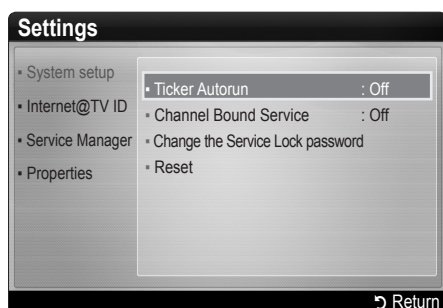 Settings
▪ System setup
▪ Internet@TV ID
▪ Service Manager
▪ Properties
▪ Ticker Autorun : Off
▪ Channel Bound Service : Off
▪ Change the Service Lock password
▪ Reset
Return